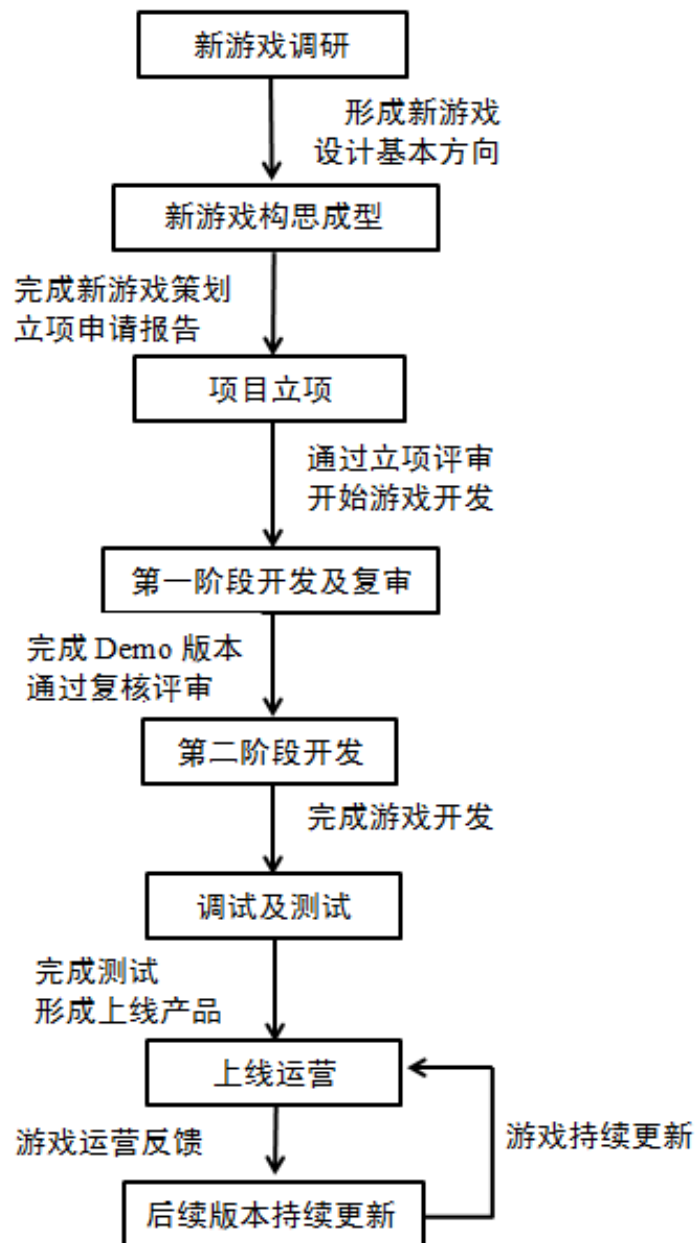 新游戏调研
形成新游戏
设计基本方向
新游戏构思成型
完成新游戏策划
立项申请报告
项目立项
通过立项评审
开始游戏开发
第一阶段开发及复审
完成 Demo 版本
通过复核评审
第二阶段开发
完成游戏开发
调试及测试
完成测试
形成上线产品
上线运营
游戏运营反馈
游戏持续更新
后续版本持续更新